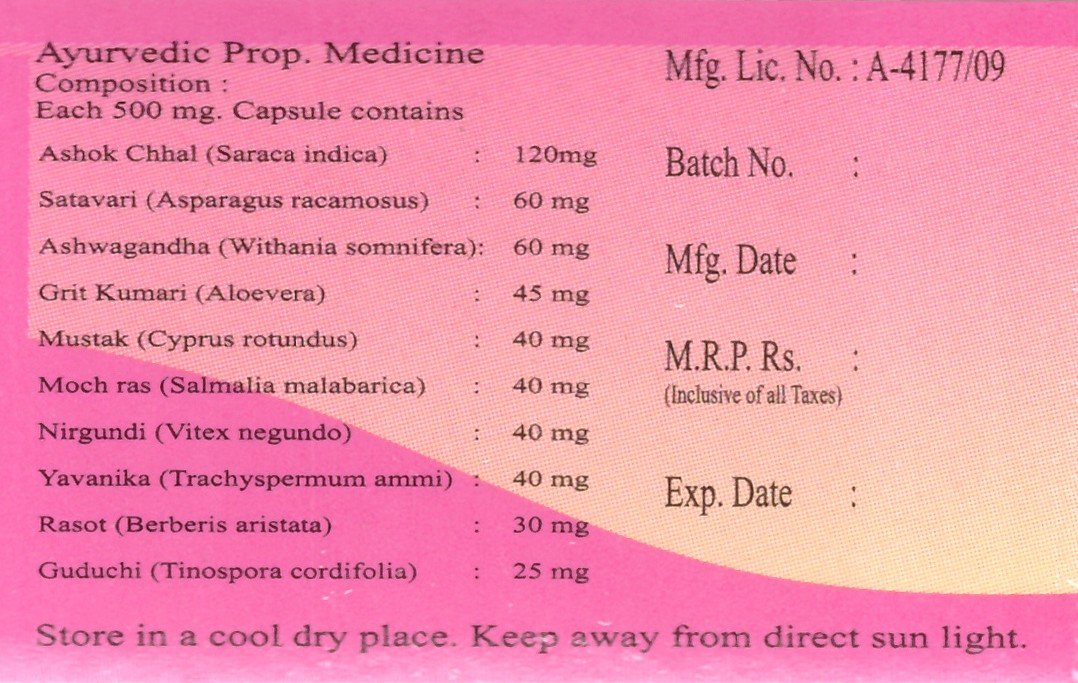 Ayurvedic Prop. Medicine
Composition :
Each 500 mg. Capsule contains
Ashok Chhal (Saraca indica) : 120mg
Satavari (Asparagus racamosus) : 60 mg
Ashwagandha (Withania somnifera): 60 mg
Grit Kumari (Aloevera) : 45 mg
Mustak (Cyprus rotundus) : 40 mg
Moch ras (Salmalia malabarica) : 40 mg
Nirgundi (Vitex negundo) : 40 mg
Yavanika (Trachyspermum ammi) : 40 mg
Rasot (Berberis aristata) : 30 mg
Guduchi (Tinospora cordifolia) : 25 mg
Mfg. Lic. No. : A-4177/09
Batch No. :
Mfg. Date :
M.R.P. Rs. :
(Inclusive of all Taxes)
Exp. Date :
Store in a cool dry place. Keep away from direct sun light.